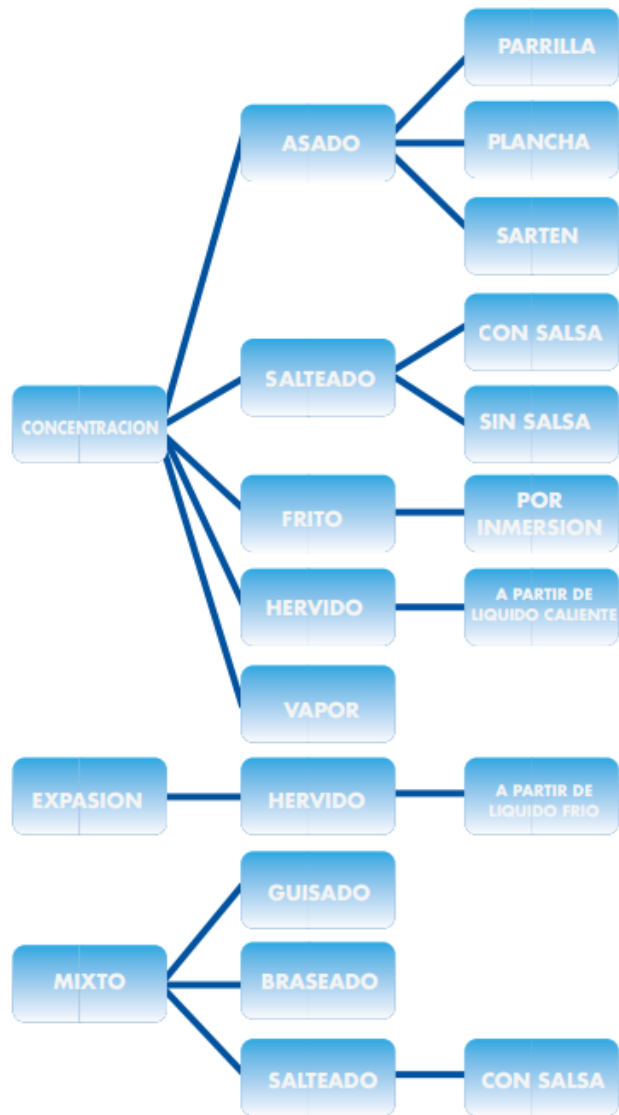 PARRILLA
ASADO
PLANCHA
SARTEN
CON SALSA
SALTEADO
CONCENTRACION
SIN SALSA
POR
INMERSION
FRITO
A PARTIR DE
LIQUIDO CALIENTE
HERVIDO
VAPOR
EXPASION
HERVIDO
A PARTIR DE
LIQUIDO FRIO
GUISADO
MIXTO
BRASEADO
SALTEADO
CON SALSA